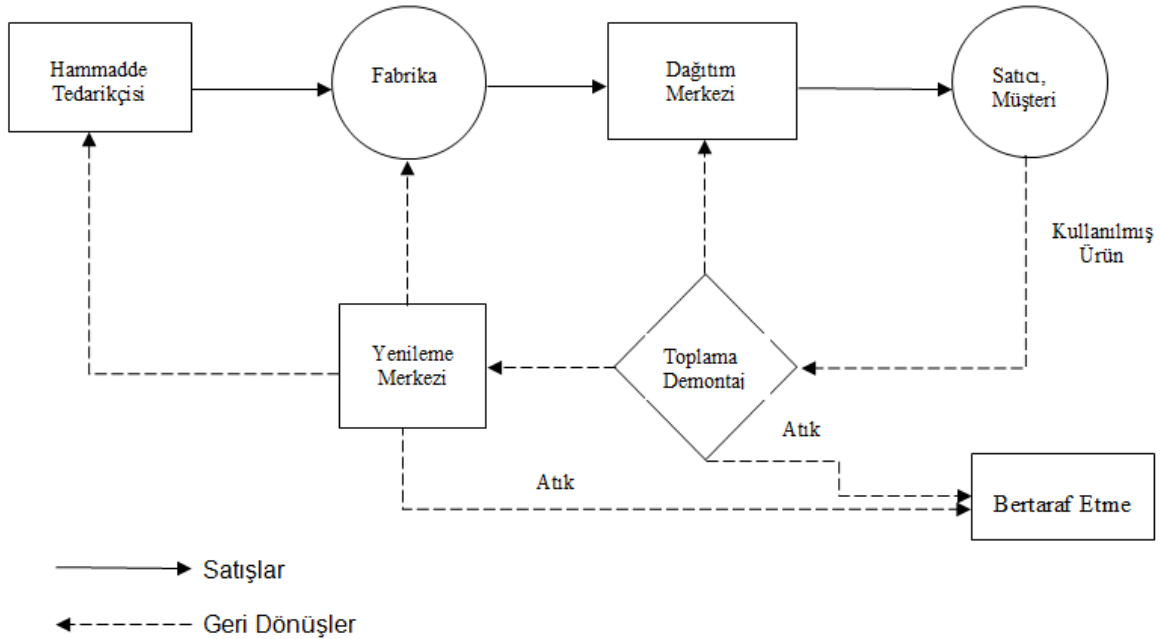 Hammadde
Tedarikçisi
Fabrika
Dağıtım
Merkezi
Satıcı,
Müşteri
Kullanılmış
Ürün
Yenileme
Merkezi
Toplama
Demontaj
Atık
Atık
Bertaraf Etme
Satışlar
Geri Dönüşler